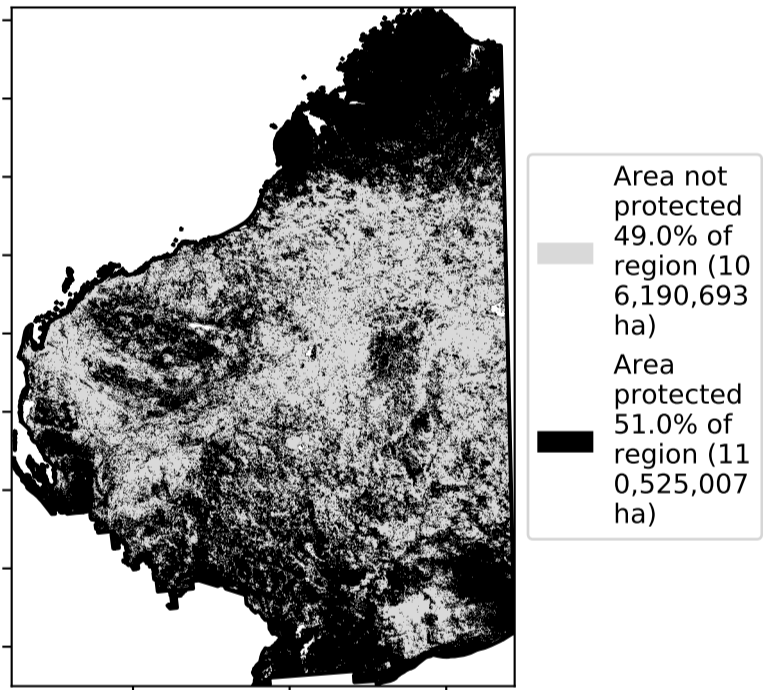 Area not
protected
49.0% of
region (10
6,190,693
ha)
Area
protected
51.0% of
region (11
0,525,007
ha)